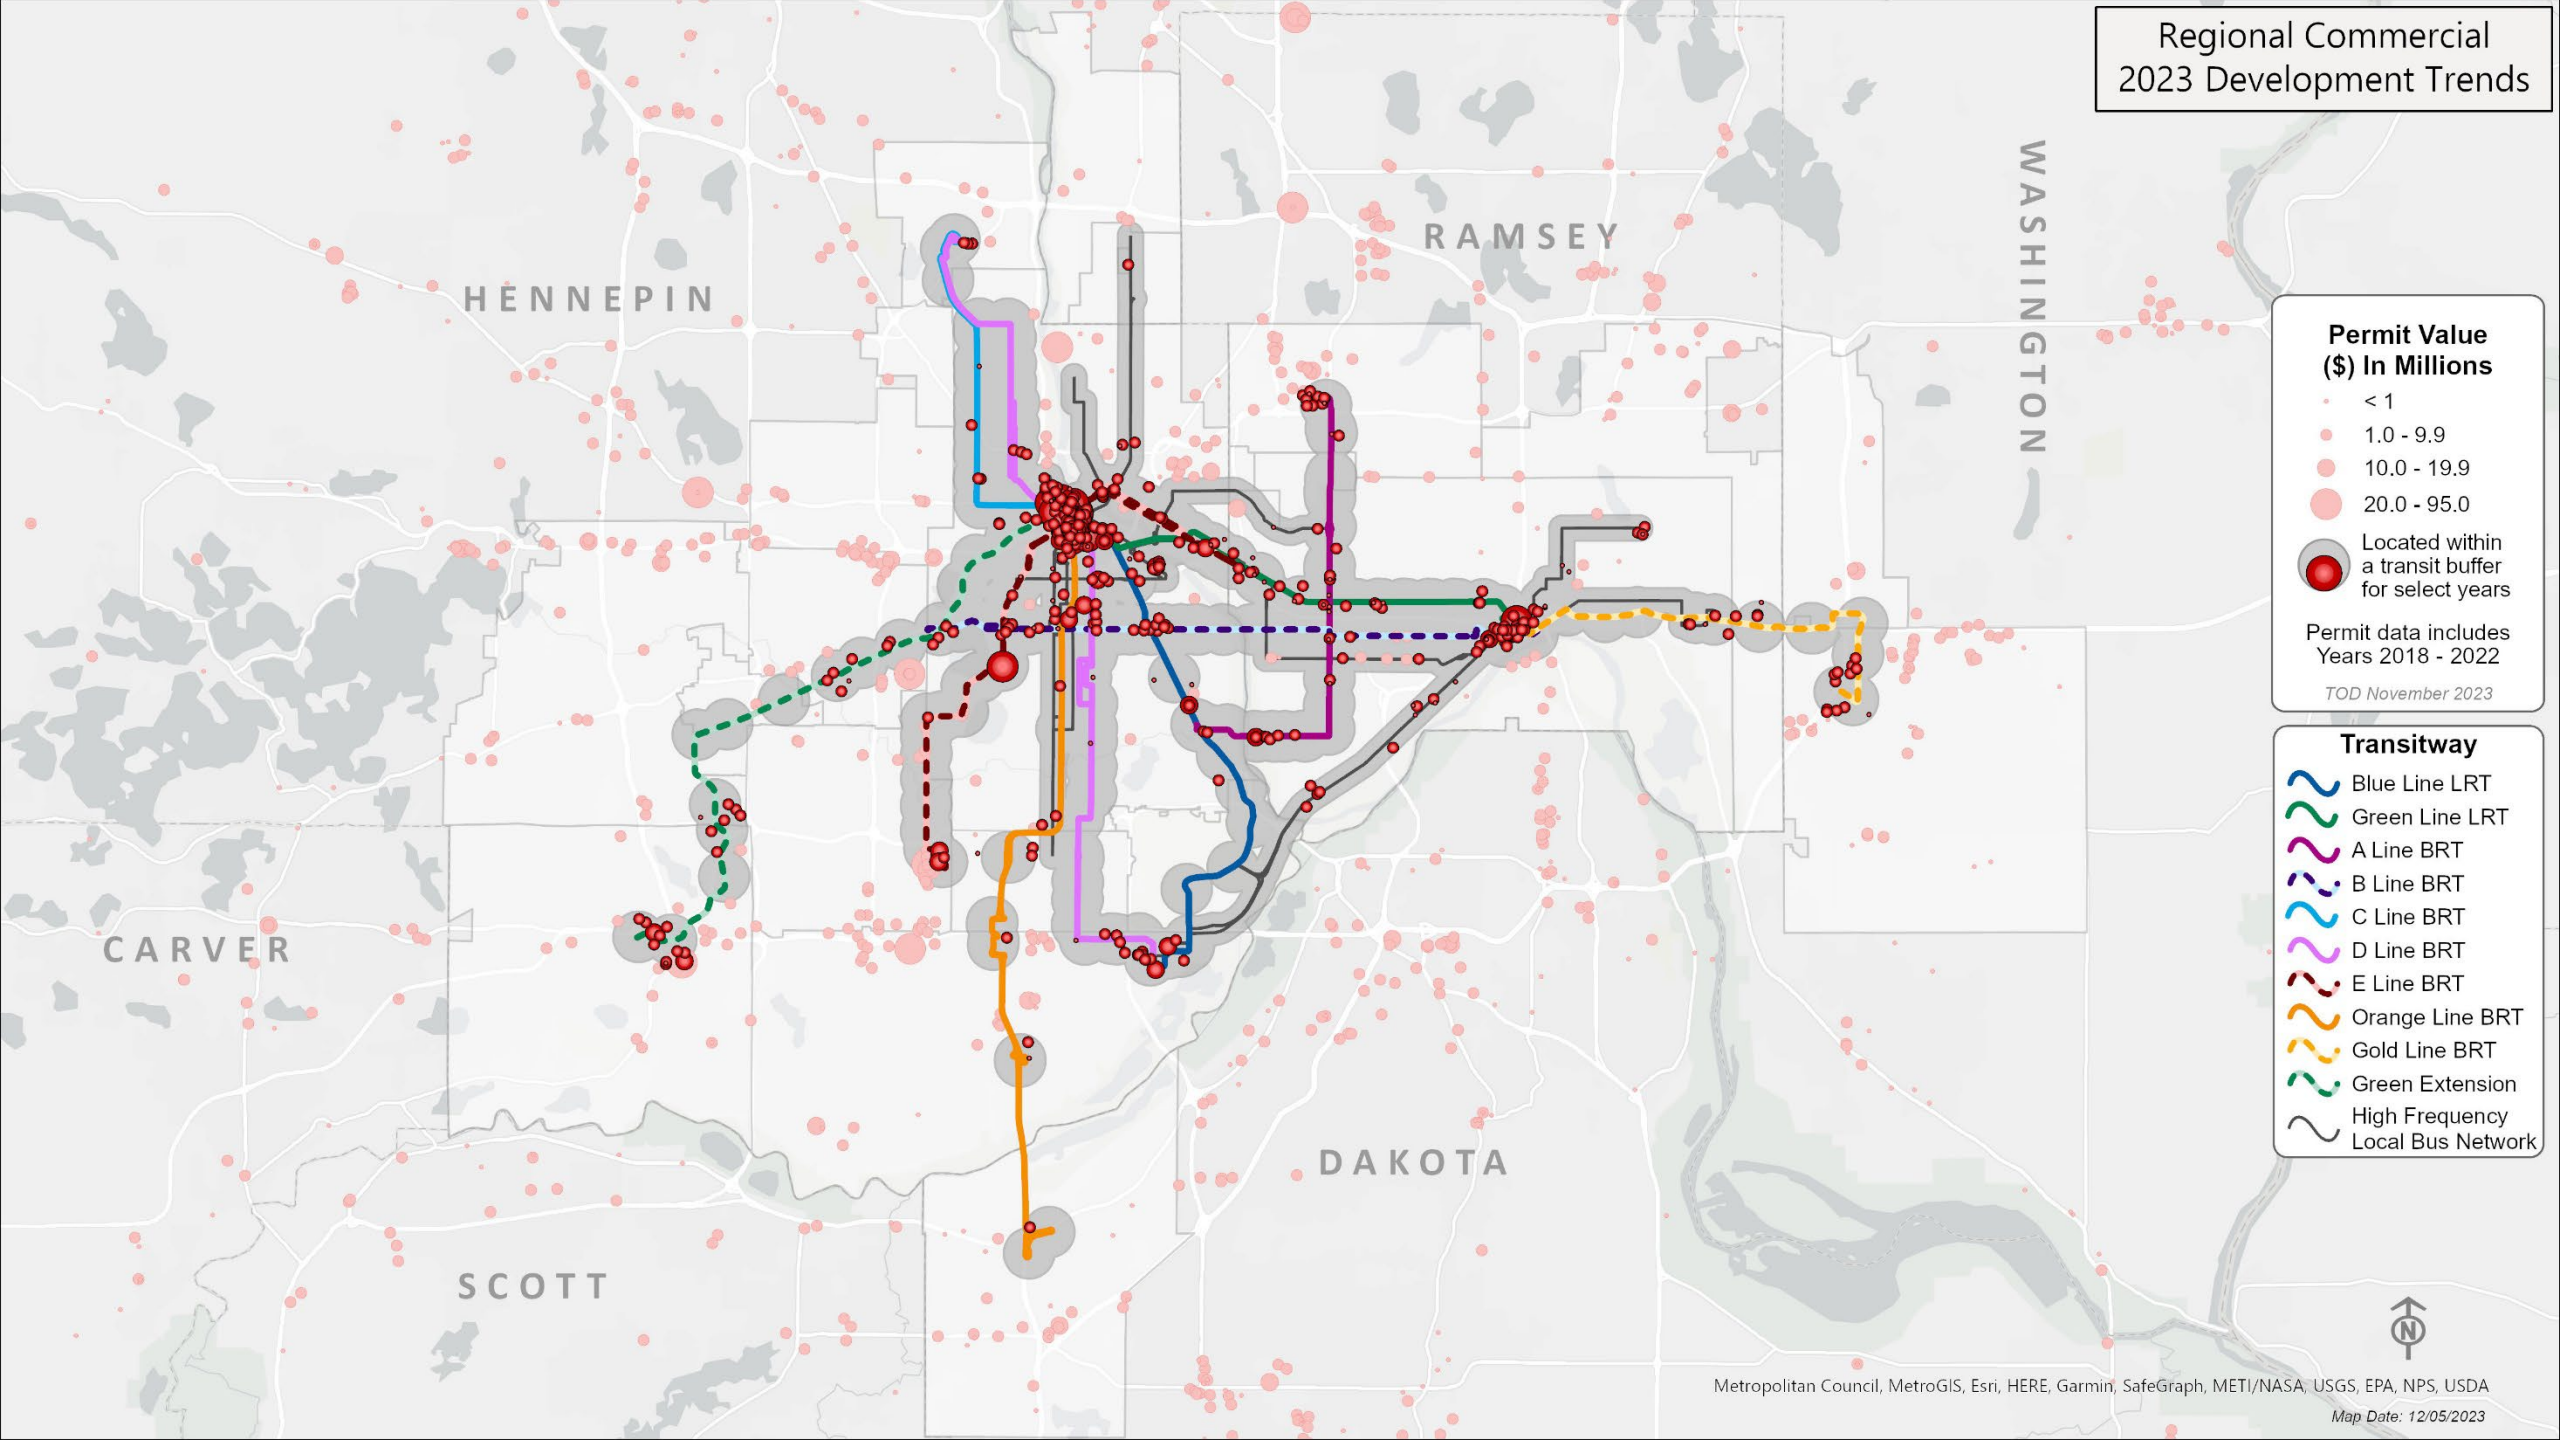 Regional Commercial
2023 Development Trends
WASHINGTON
RAMSEY
HENNEPIN
CARVER
DAKOTA
SCOTT
Permit Value
($) In Millions
< 1
1.0 - 9.9
10.0 - 19.9
20.0 - 95.0
Located within
a transit buffer
for select years
Permit data includes
Years 2018 - 2022
TOD November 2023
Transitway
Blue Line LRT
Green Line LRT
A Line BRT
B Line BRT
C Line BRT
D Line BRT
E Line BRT
Orange Line BRT
Gold Line BRT
Green Extension
High Frequency
Local Bus Network
N
Metropolitan Council, MetroGIS, Esri, HERE, Garmin, SafeGraph, METI/NASA, USGS, EPA, NPS, USDA
Map Date: 12/05/2023